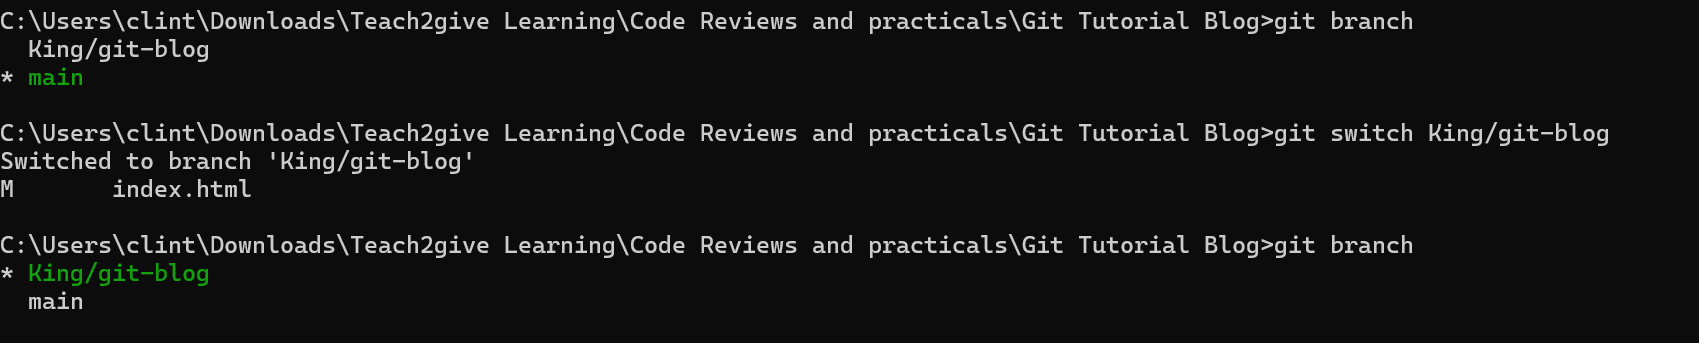 C:\Users\clint\Downloads\Teach2give Learning\Code Reviews and practicals\Git Tutorial Blog>git branch
  King/git-blog
* main
C:\Users\clint\Downloads\Teach2give Learning\Code Reviews and practicals\Git Tutorial Blog>git switch King/git-blog
Switched to branch 'King/git-blog'
M       index.html
C:\Users\clint\Downloads\Teach2give Learning\Code Reviews and practicals\Git Tutorial Blog>git branch
* King/git-blog
  main